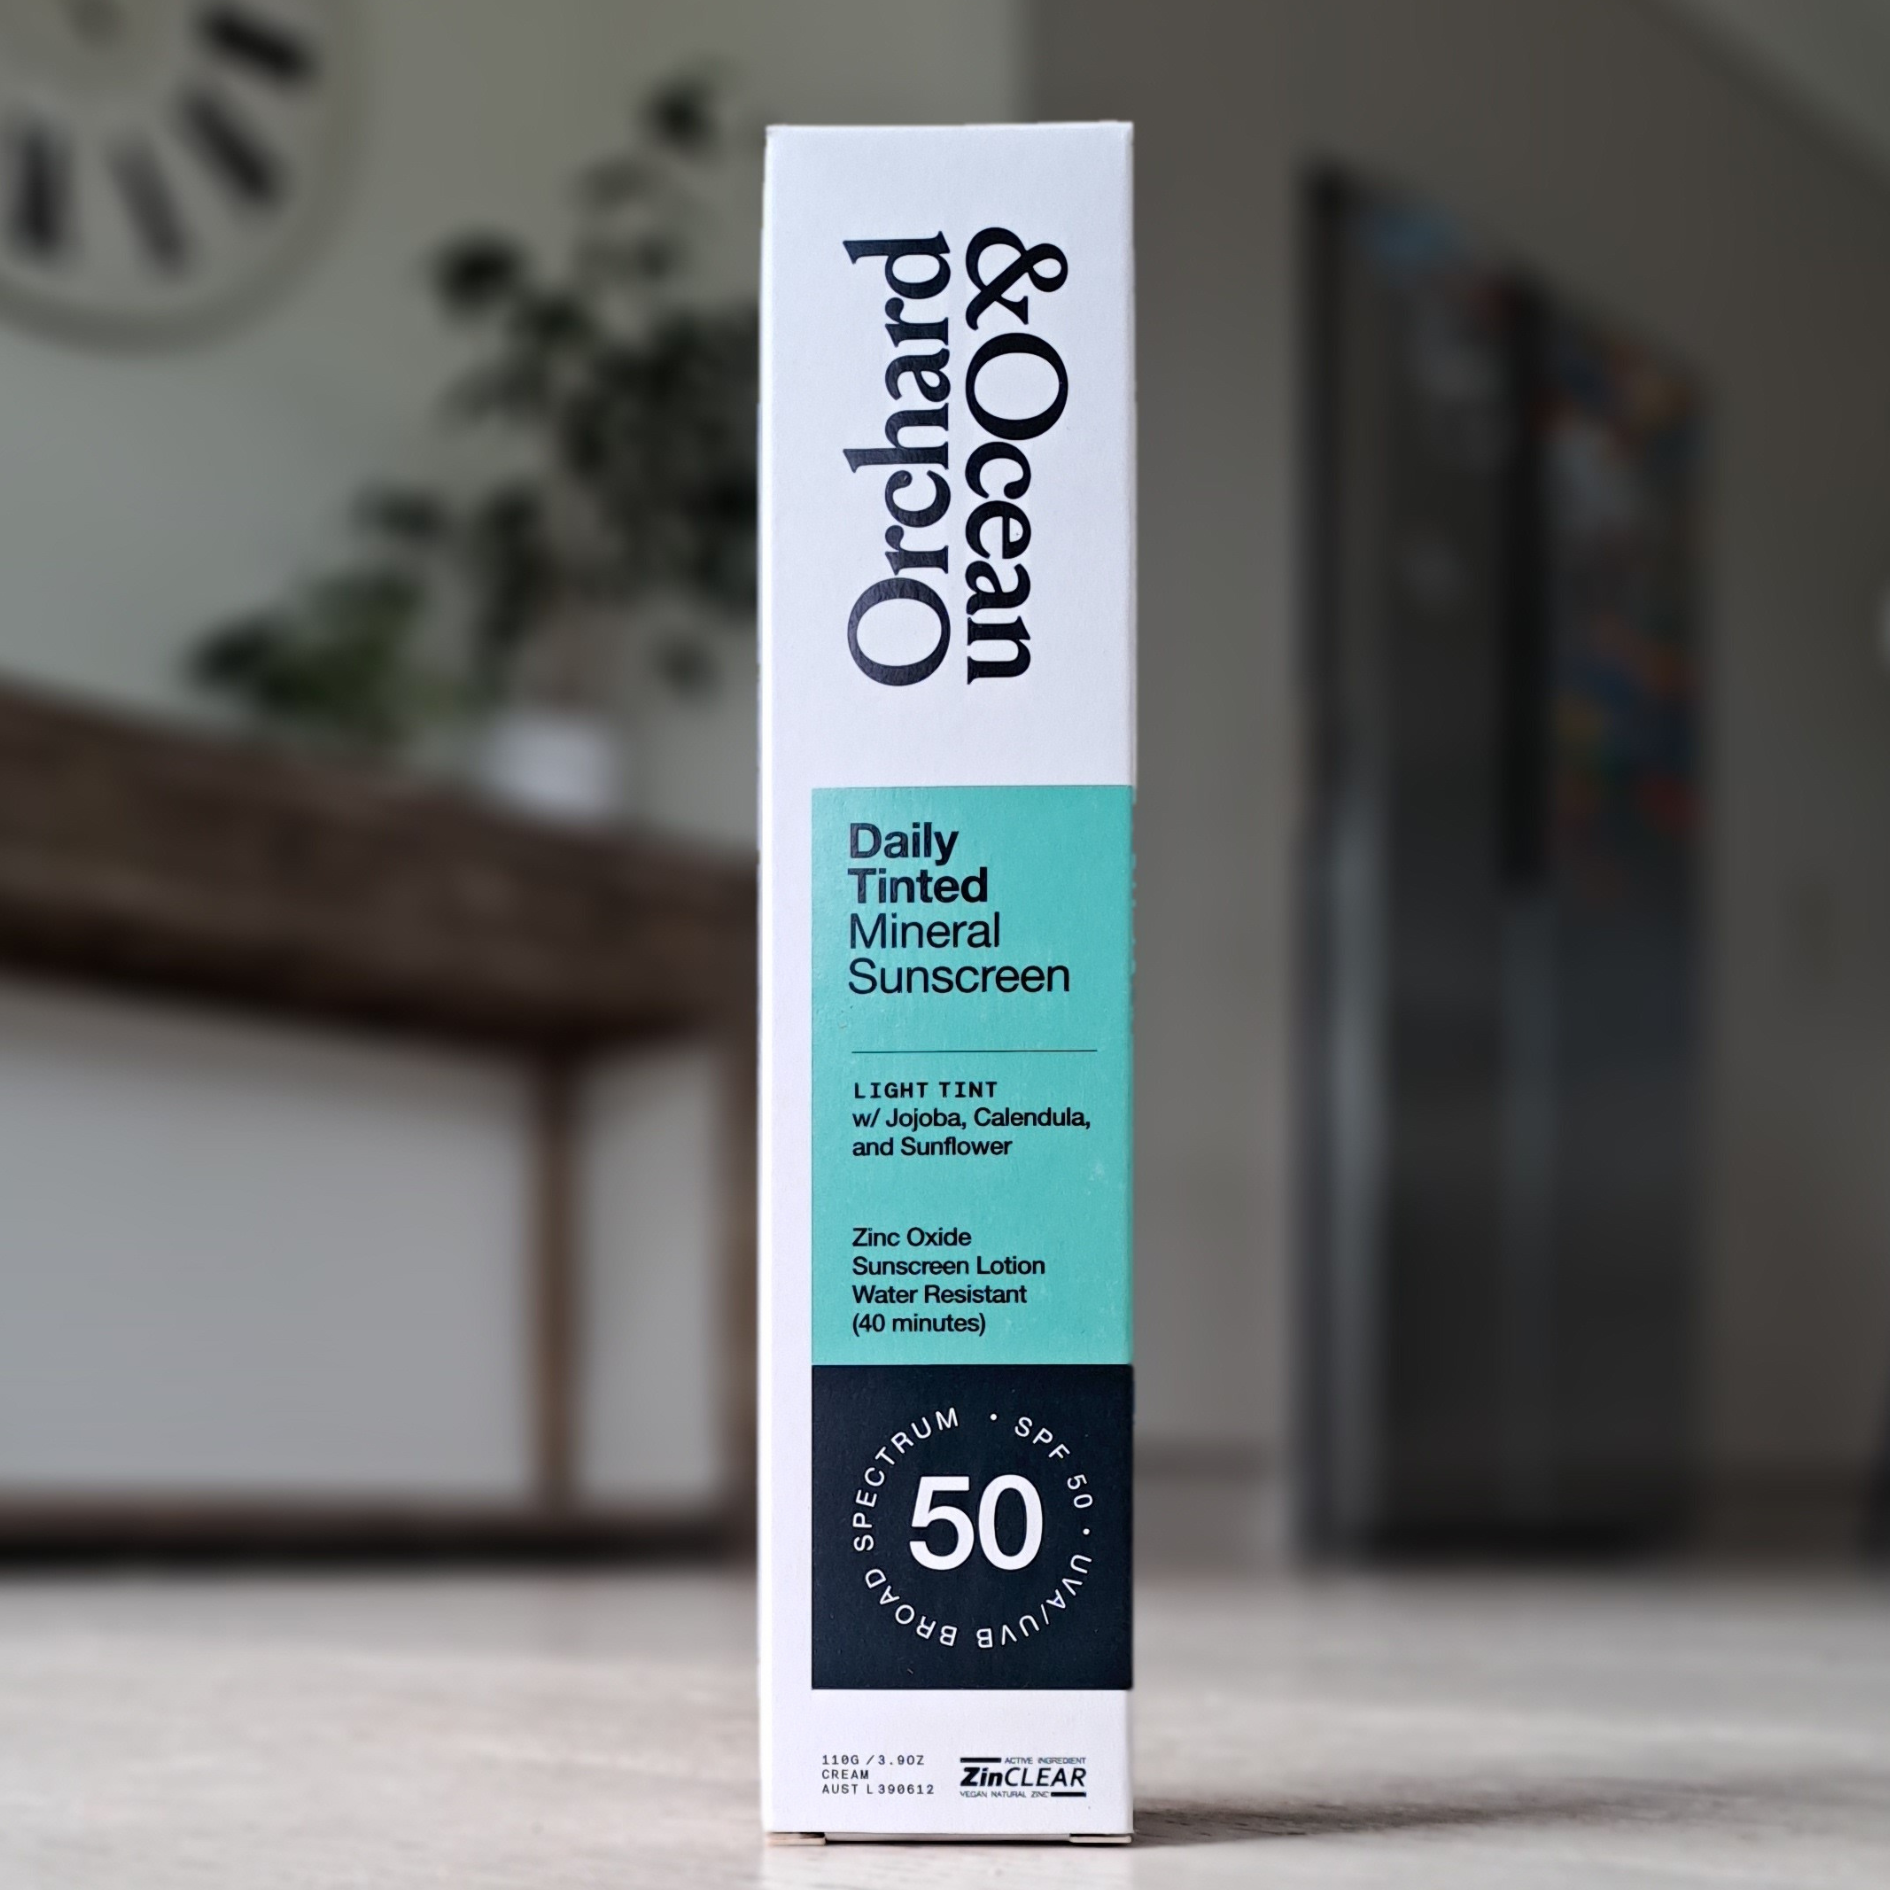 Orchard
&Ocean
Daily
Tinted
Mineral
Sunscreen
LIGHT TINT
w/ Jojoba, Calendula,
and Sunflower
Zinc Oxide
Sunscreen Lotion
Water Resistant
(40 minutes)
• SPF 50 • UVA/UVB BROAD SPECTRUM
50
110G / 3.9OZ
CREAM
AUST L 390612
ACTIVE INGREDIENT
ZinCLEAR
VEGAN NATURAL ZINC